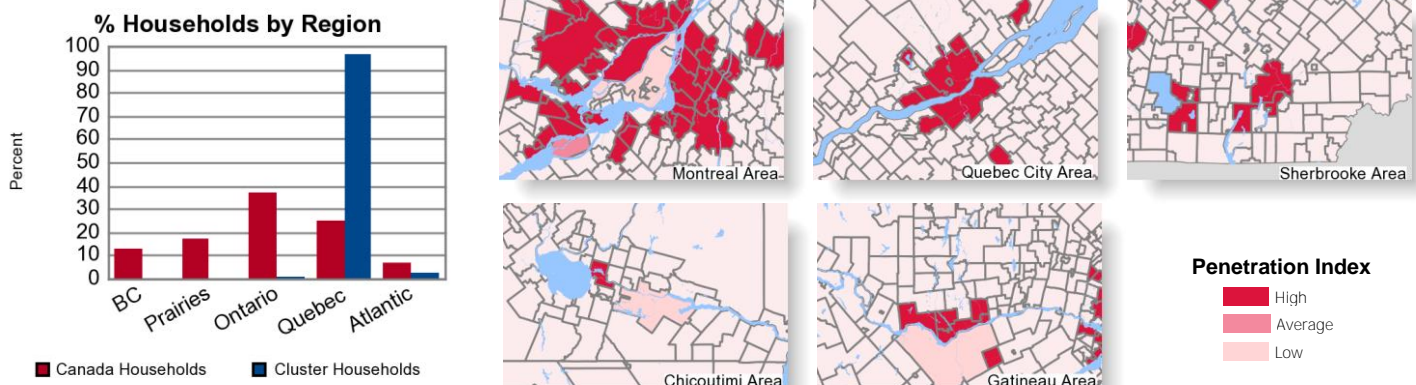 % Households by Region
Percent
100
90
80
70
60
50
40
30
20
10
0
BC
Prairies
Ontario
Quebec
Atlantic
Canada Households
Cluster Households
Montreal Area
Quebec City Area
Sherbrooke Area
Chicoutimi Area
Gatineau Area
Penetration Index
High
Average
Low